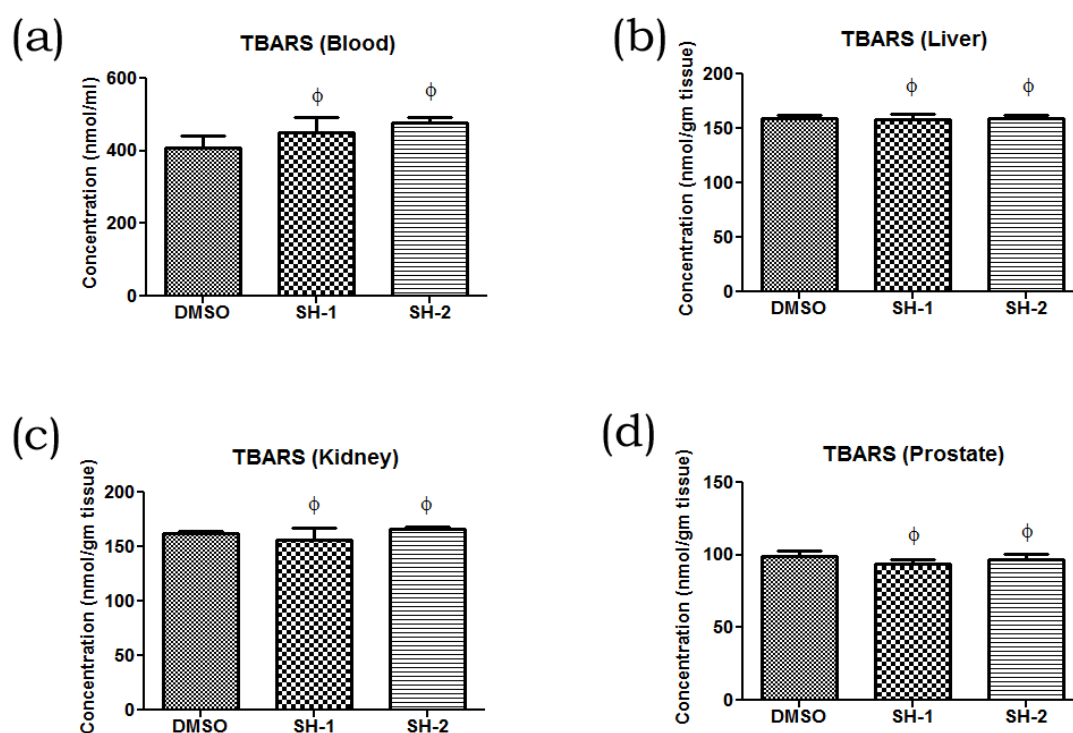 (a)
TBARS (Blood)
Concentration (nmol/ml)
600
400
200
0
ϕ
ϕ
DMSO
SH-1
SH-2
(b)
TBARS (Liver)
Concentration (nmol/gm tissue)
200
150
100
50
0
ϕ
ϕ
DMSO
SH-1
SH-2
(c)
TBARS (Kidney)
Concentration (nmol/gm tissue)
200
150
100
50
0
ϕ
ϕ
DMSO
SH-1
SH-2
(d)
TBARS (Prostate)
Concentration (nmol/gm tissue)
150
100
50
0
ϕ
ϕ
DMSO
SH-1
SH-2